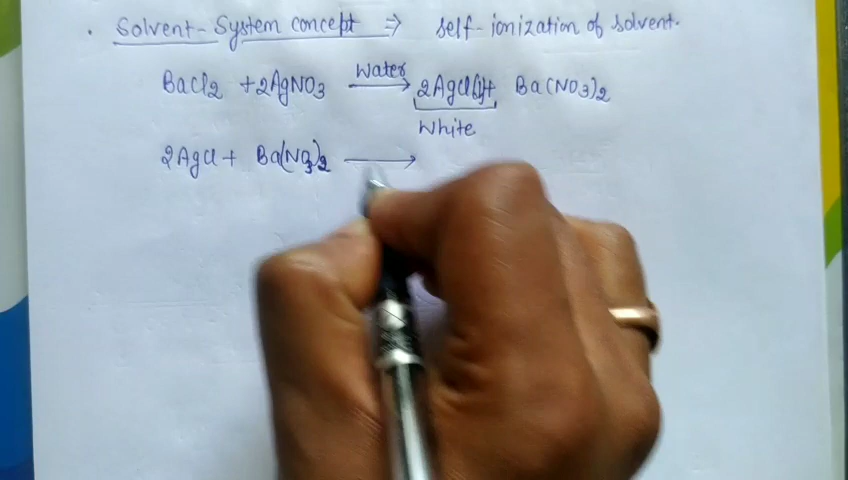 . Solvent-System concept ⇒ self-ionization of solvent.
BaCl2 + 2AgNO3 Water → 2AgCl(s)+ Ba(NO3)2
White
2AgCl + Ba(NO3)2 →